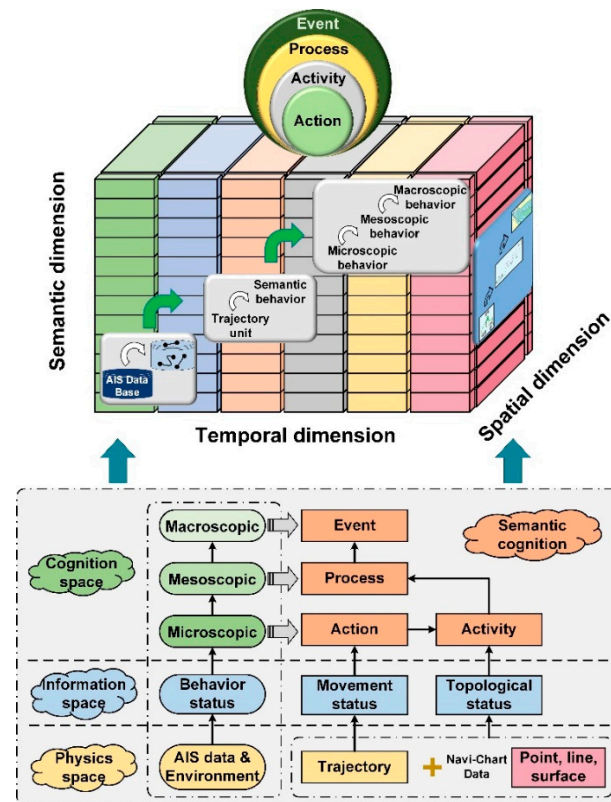 Event
Process
Activity
Action
Semantic dimension
Macroscopic
behavior
Mesoscopic
behavior
Microscopic
behavior
Semantic
behavior
Trajectory
unit
AIS Data
Base
Temporal dimension
Spatial dimension
Macroscopic
Event
Semantic
cognition
Cognition
space
Mesoscopic
Process
Microscopic
Action
Activity
Information
space
Behavior
status
Movement
status
Topological
status
Physics
space
AIS data &
Environment
Trajectory
+
Navi-Chart
Data
Point, line,
surface